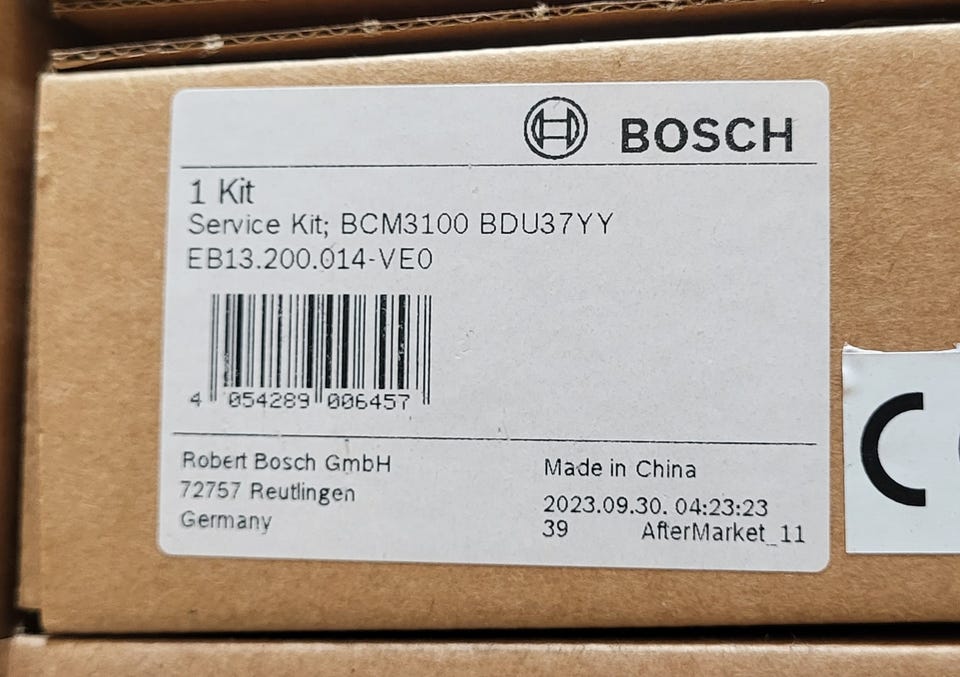 BOSCH
1 Kit
Service Kit; BCM3100 BDU37YY
EB13.200.014-VE0
4 054289 006457
Robert Bosch GmbH
72757 Reutlingen
Germany
Made in China
2023.09.30. 04:23:23
39 AfterMarket_11
C